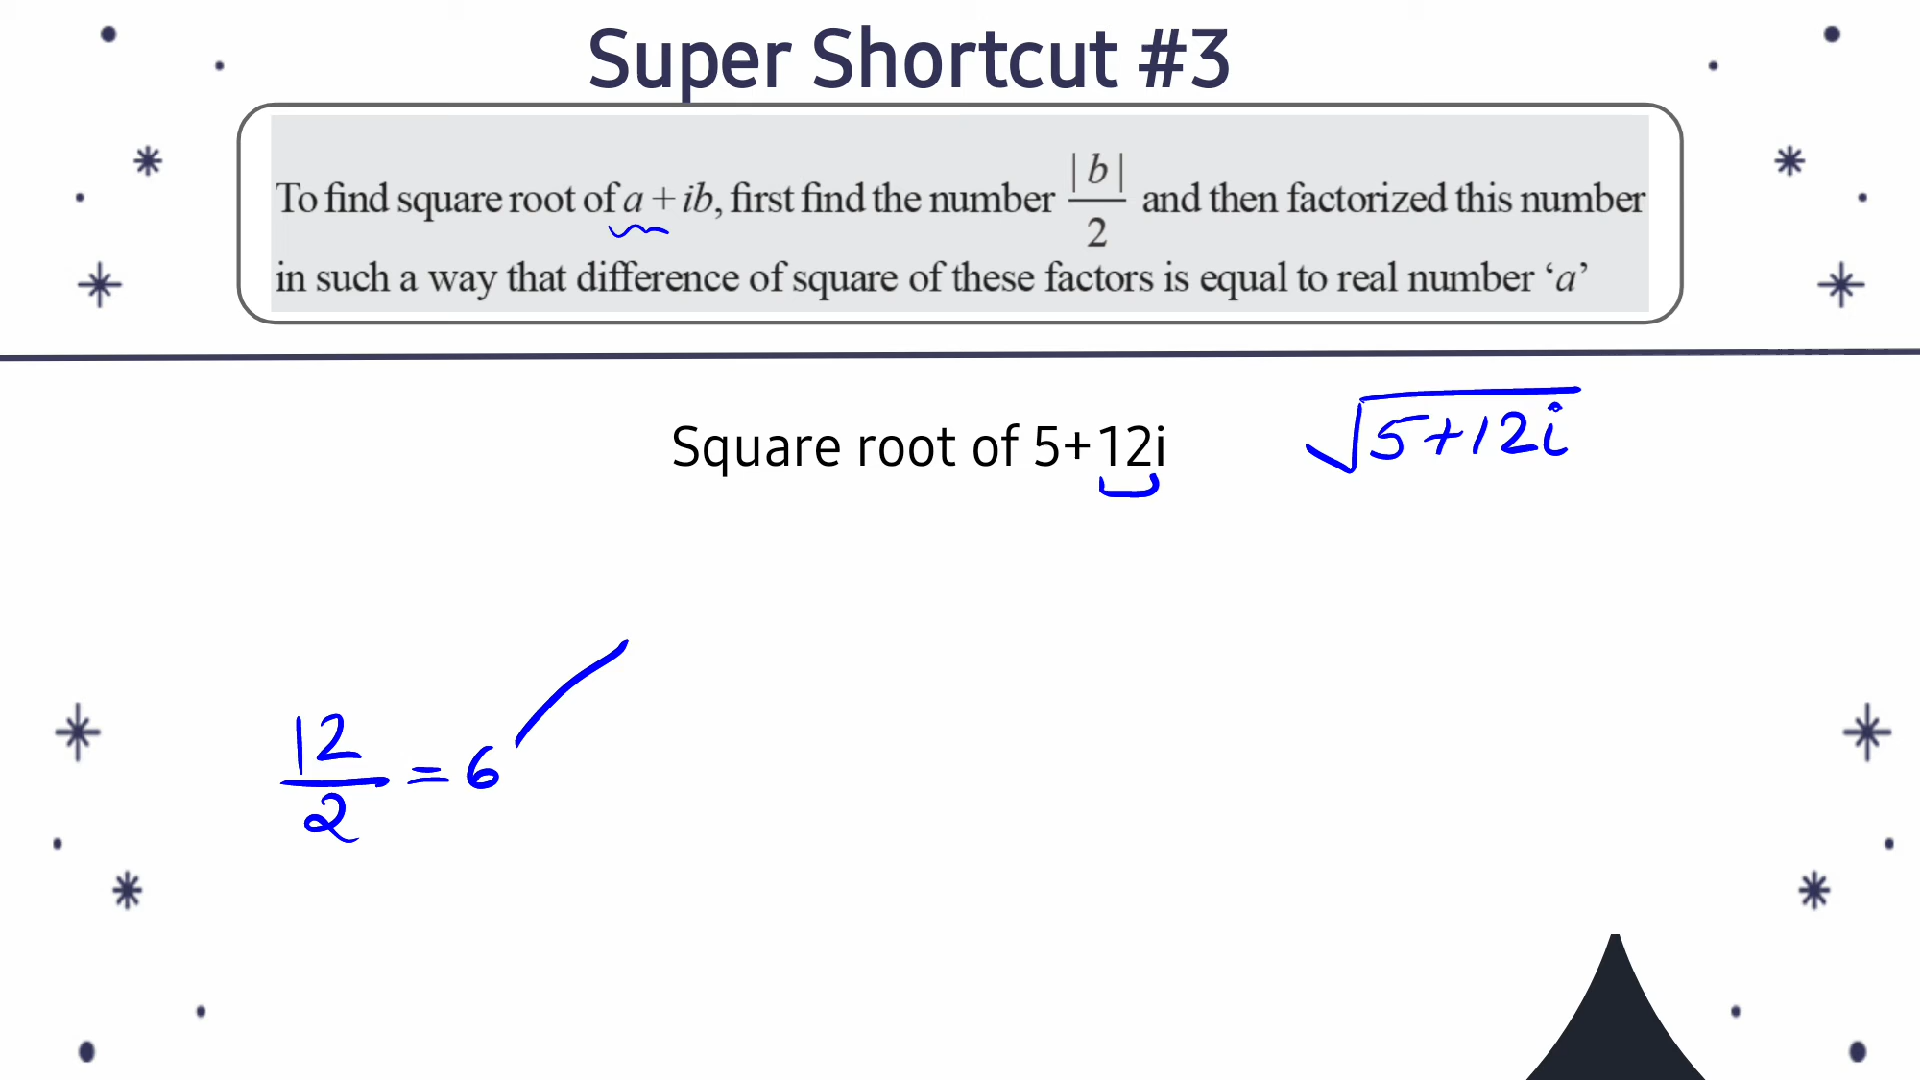 Super Shortcut #3
To find square root of a + ib, first find the number |b|/2 and then factorized this number
in such a way that difference of square of these factors is equal to real number ‘a’
Square root of 5+12i
√5+12i
12/2 = 6